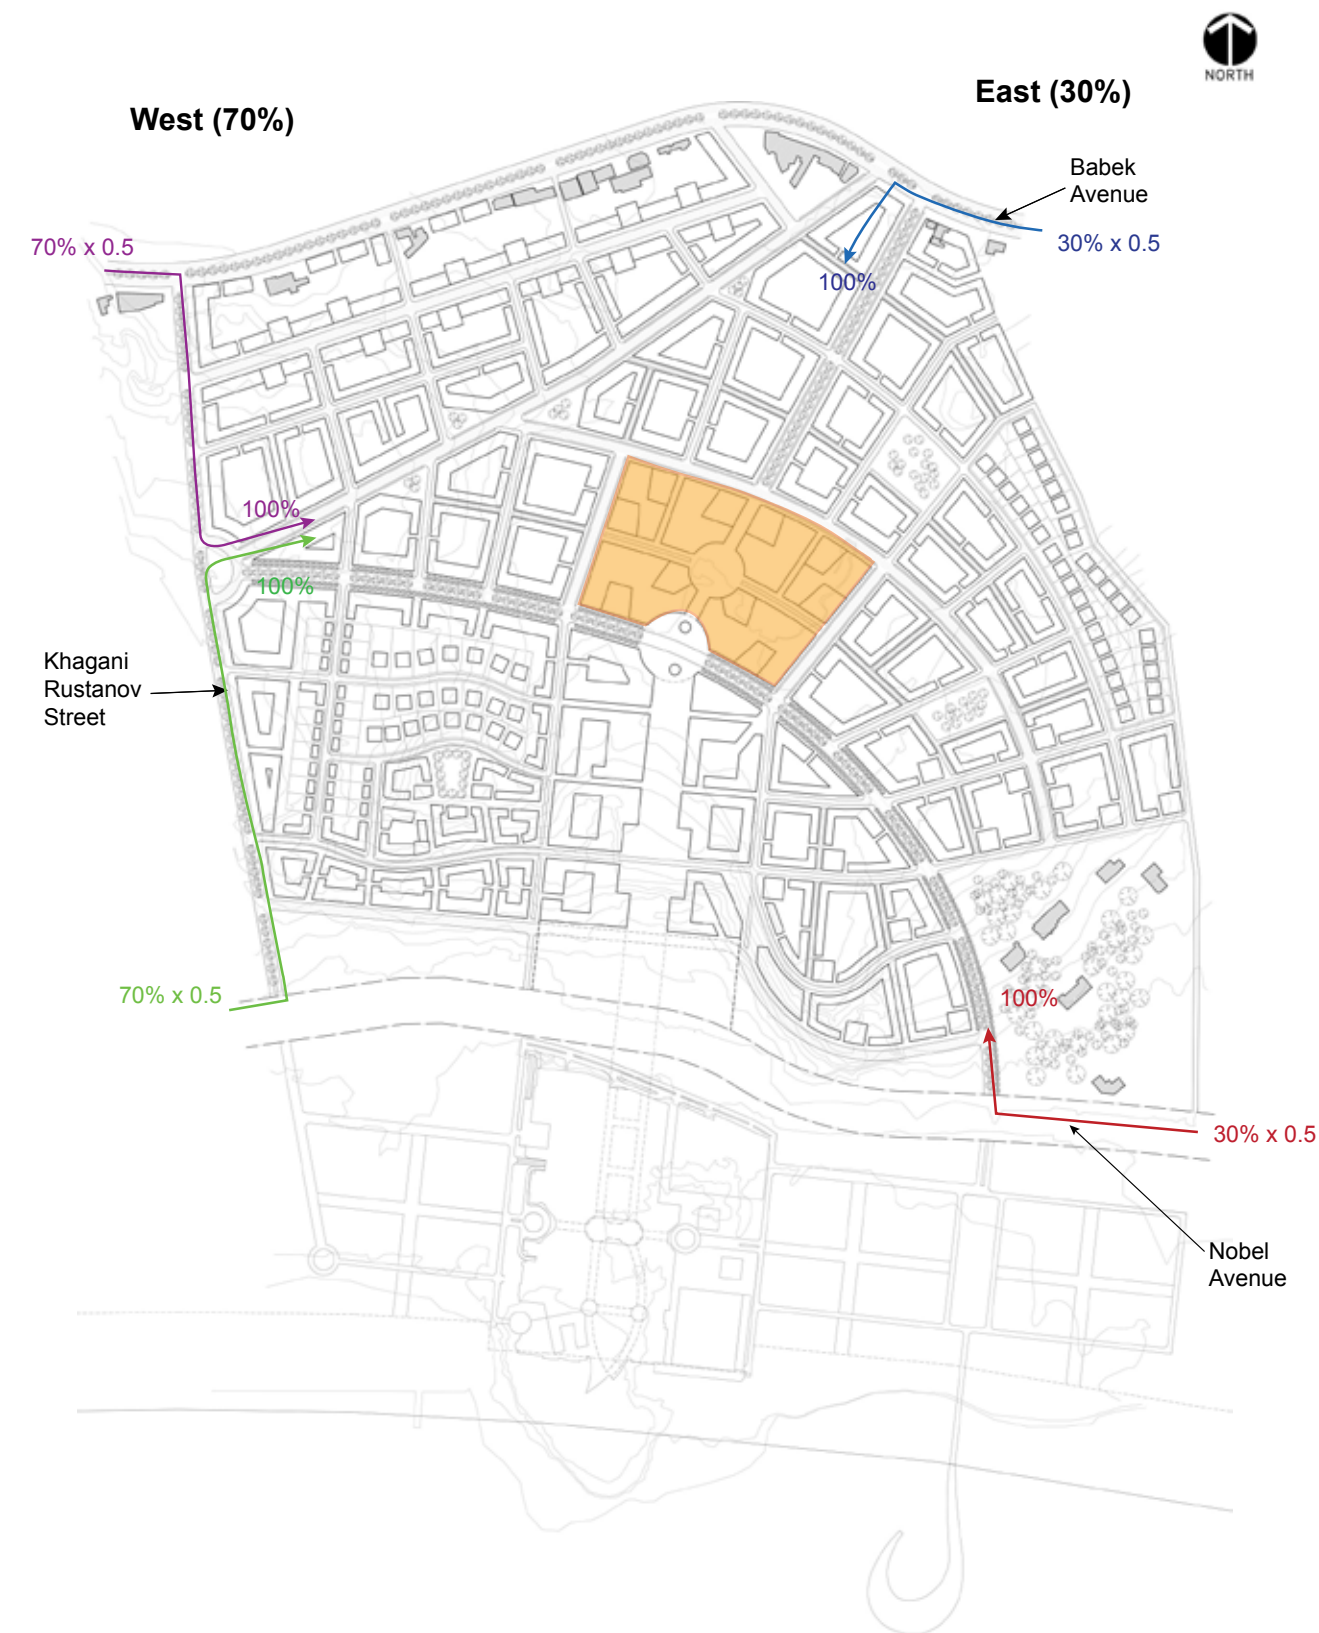 NORTH
East (30%)
West (70%)
Babek
Avenue
70% x 0.5
30% x 0.5
100%
100%
100%
Khagani
Rustanov
Street
70% x 0.5
100%
30% x 0.5
Nobel
Avenue